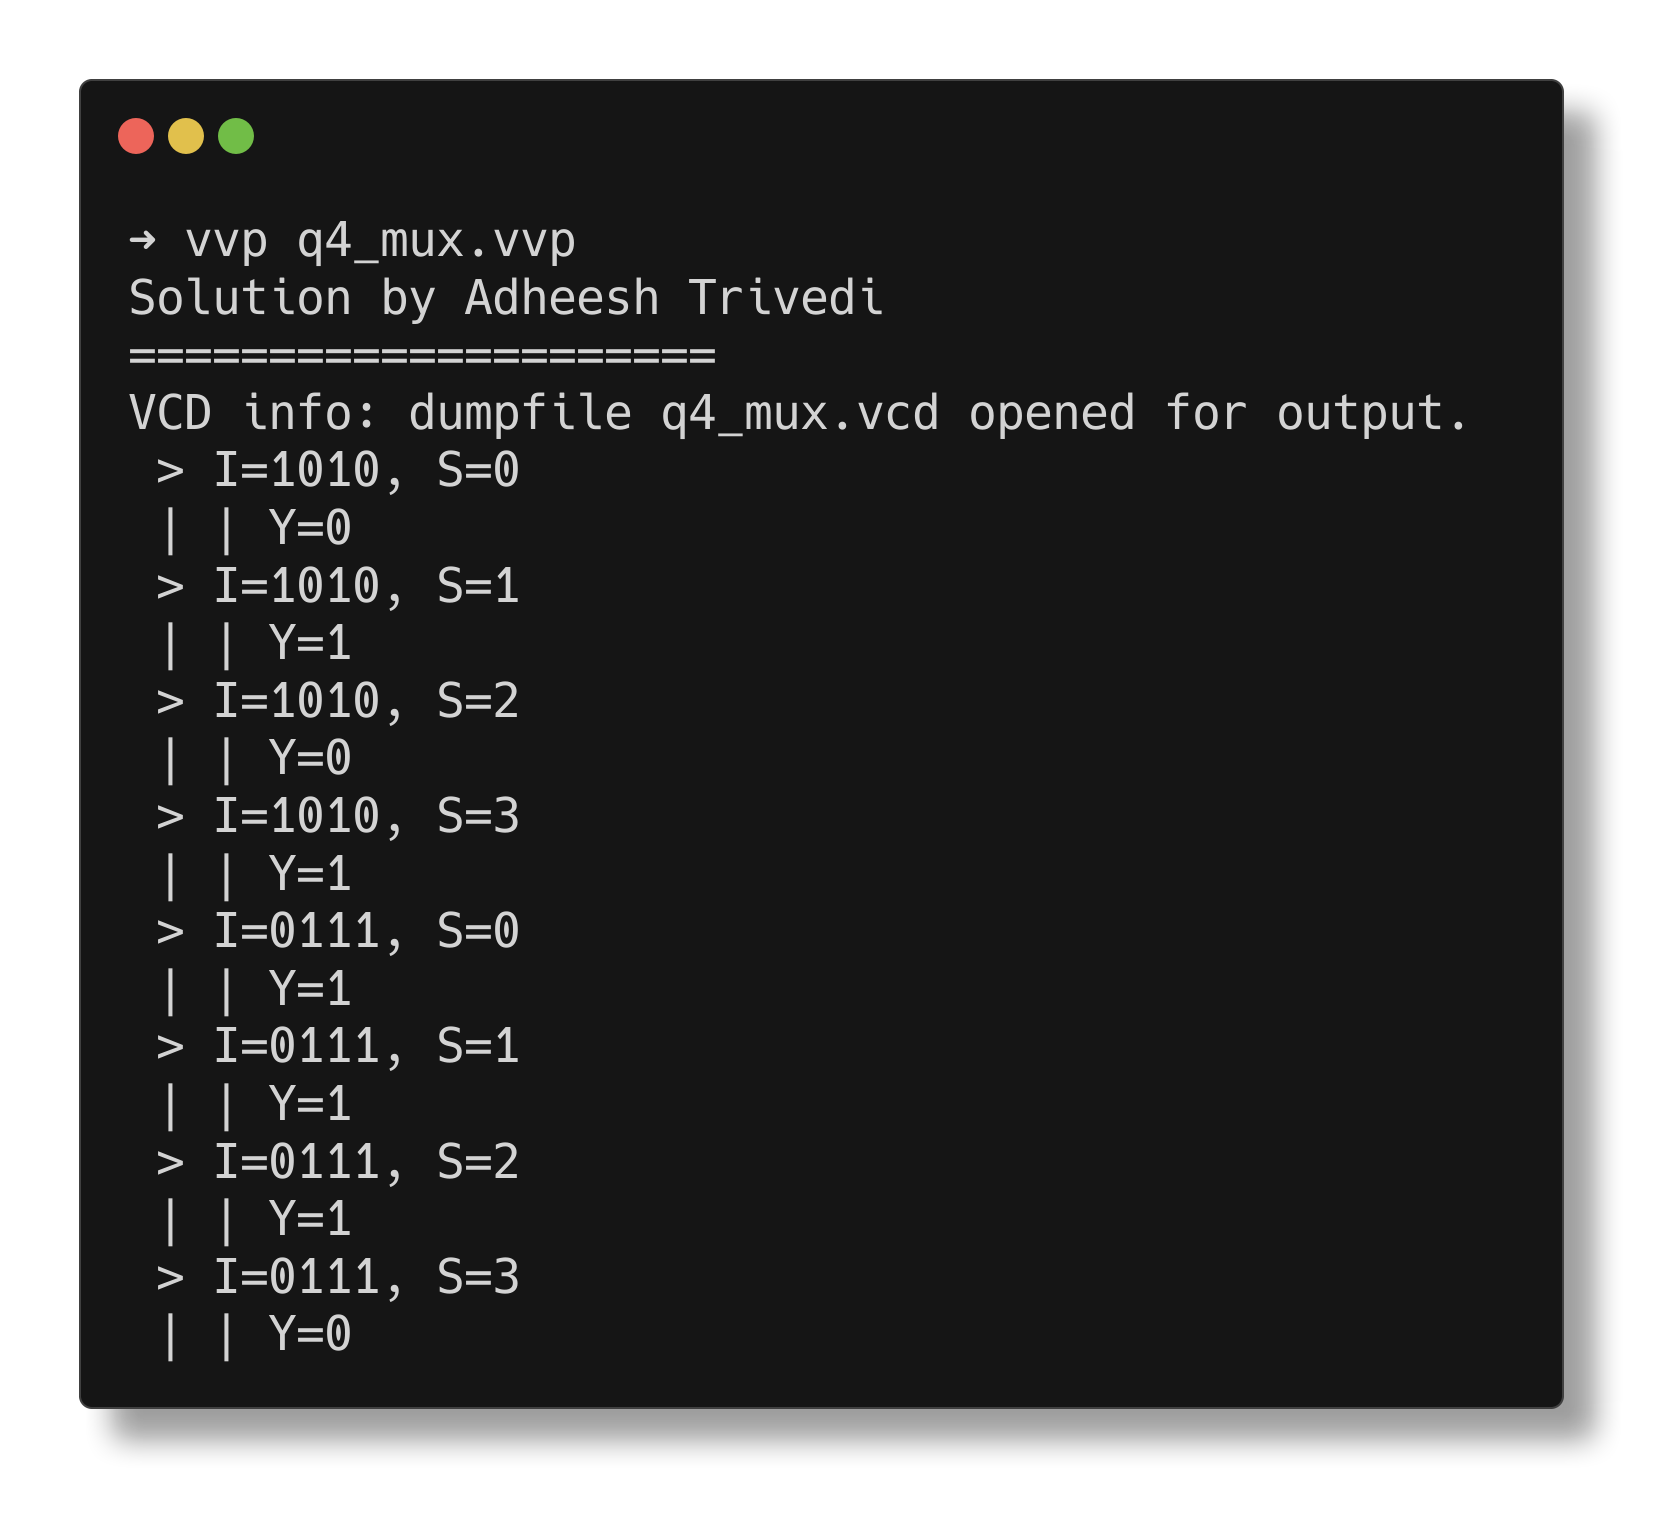 ➜ vvp q4_mux.vvp
Solution by Adheesh Trivedi
=====================
VCD info: dumpfile q4_mux.vcd opened for output.
 > I=1010, S=0
 | | Y=0
 > I=1010, S=1
 | | Y=1
 > I=1010, S=2
 | | Y=0
 > I=1010, S=3
 | | Y=1
 > I=0111, S=0
 | | Y=1
 > I=0111, S=1
 | | Y=1
 > I=0111, S=2
 | | Y=1
 > I=0111, S=3
 | | Y=0